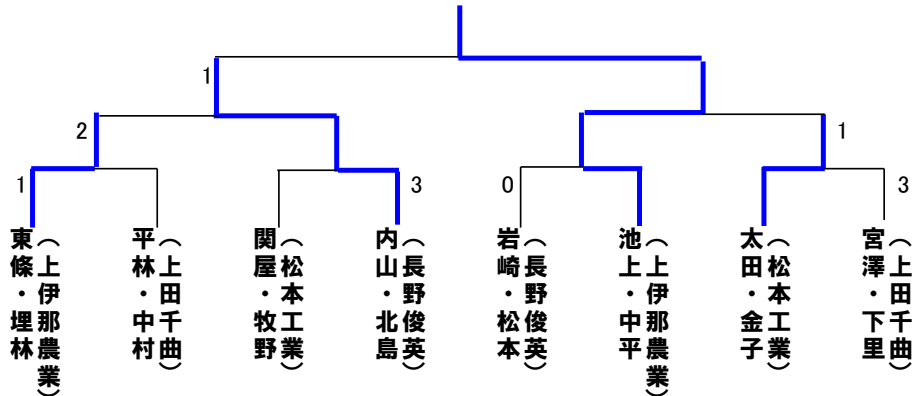 1
2
1
1
3
0
3
東條・埋林
(上伊那農業)
平林・中村
(上田千曲)
関屋・牧野
(松本工業)
内山・北島
(長野俊英)
岩崎・松本
(長野俊英)
池上・中平
(上伊那農業)
太田・金子
(松本工業)
宮澤・下里
(上田千曲)